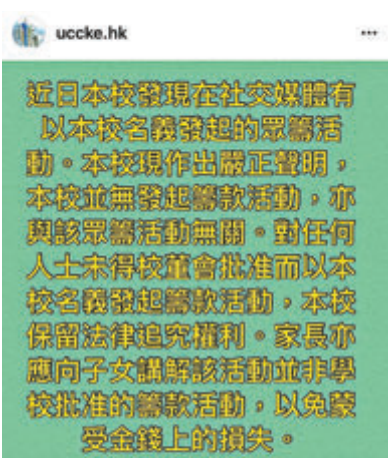 uccke.hk
近日本校發現在社交媒體有
以本校名義發起的眾籌活
動。本校現作出嚴正聲明，
本校並無發起籌款活動，亦
與該眾籌活動無關。對任何
人士未得校董會批准而以本
校名義發起籌款活動，本校
保留法律追究權利。家長亦
應向子女講解該活動並非學
校批准的籌款活動，以免蒙
受金錢上的損失。